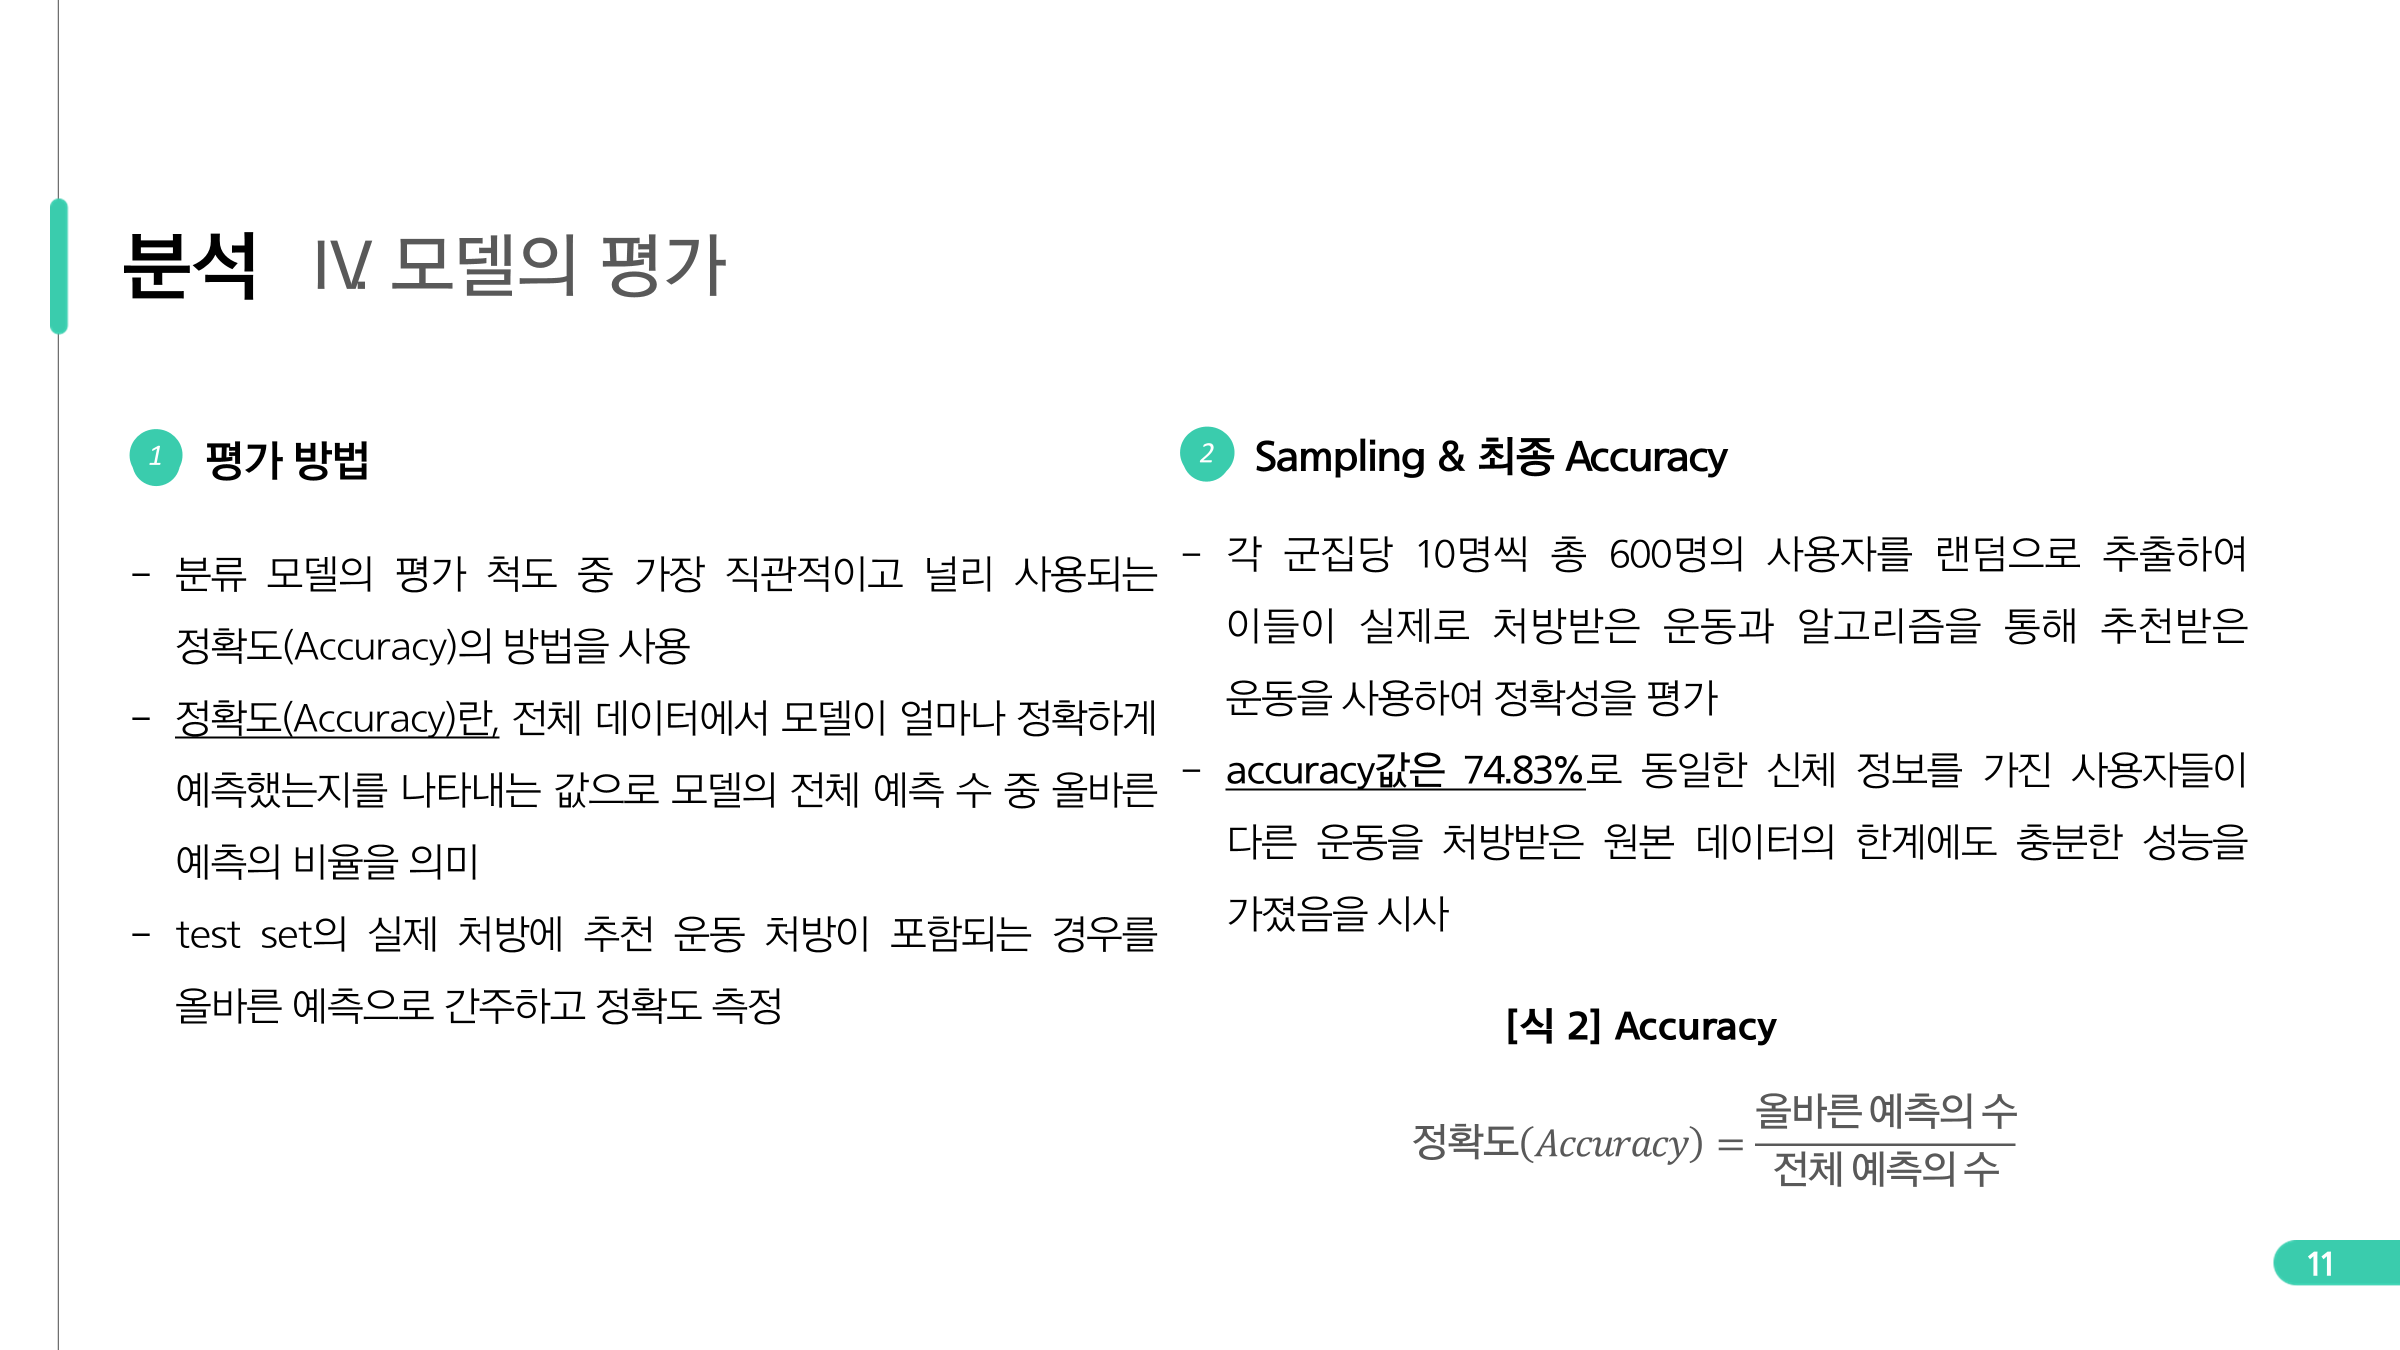 분석 Ⅳ. 모델의 평가
1 평가 방법
- 분류 모델의 평가 척도 중 가장 직관적이고 널리 사용되는
정확도(Accuracy)의 방법을 사용
- 정확도(Accuracy)란, 전체 데이터에서 모델이 얼마나 정확하게
예측했는지를 나타내는 값으로 모델의 전체 예측 수 중 올바른
예측의 비율을 의미
- test set의 실제 처방에 추천 운동 처방이 포함되는 경우를
올바른 예측으로 간주하고 정확도 측정
2 Sampling & 최종 Accuracy
- 각 군집당 10명씩 총 600명의 사용자를 랜덤으로 추출하여
이들이 실제로 처방받은 운동과 알고리즘을 통해 추천받은
운동을 사용하여 정확성을 평가
- accuracy값은 74.83%로 동일한 신체 정보를 가진 사용자들이
다른 운동을 처방받은 원본 데이터의 한계에도 충분한 성능을
가졌음을 시사
[식 2] Accuracy
올바른 예측의 수
정확도(Accuracy) =
전체 예측의 수
11